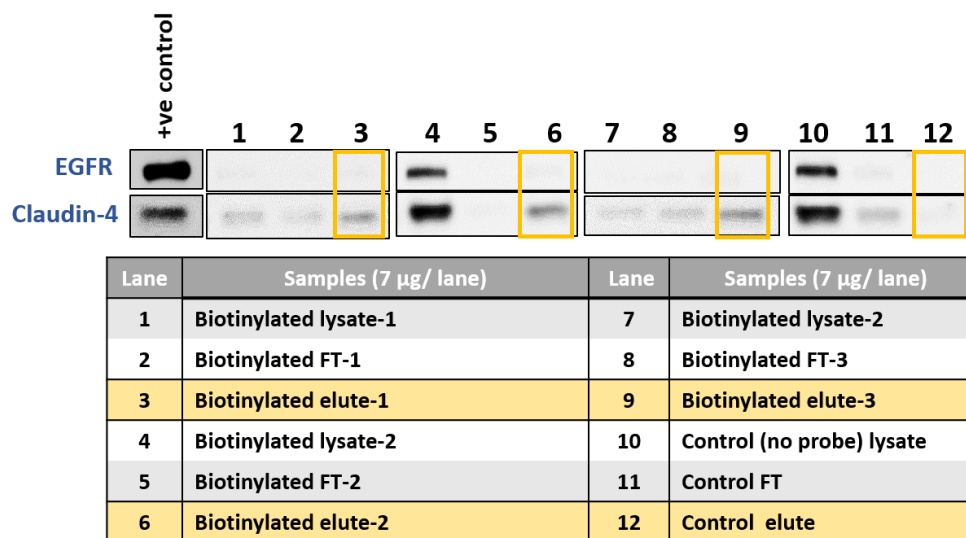 +ve control
1 2 3 4 5 6 7 8 9 10 11 12
EGFR
Claudin-4
Lane Samples (7 µg/ lane) Lane Samples (7 µg/ lane)
1 Biotinylated lysate-1 7 Biotinylated lysate-2
2 Biotinylated FT-1 8 Biotinylated FT-3
3 Biotinylated elute-1 9 Biotinylated elute-3
4 Biotinylated lysate-2 10 Control (no probe) lysate
5 Biotinylated FT-2 11 Control FT
6 Biotinylated elute-2 12 Control elute